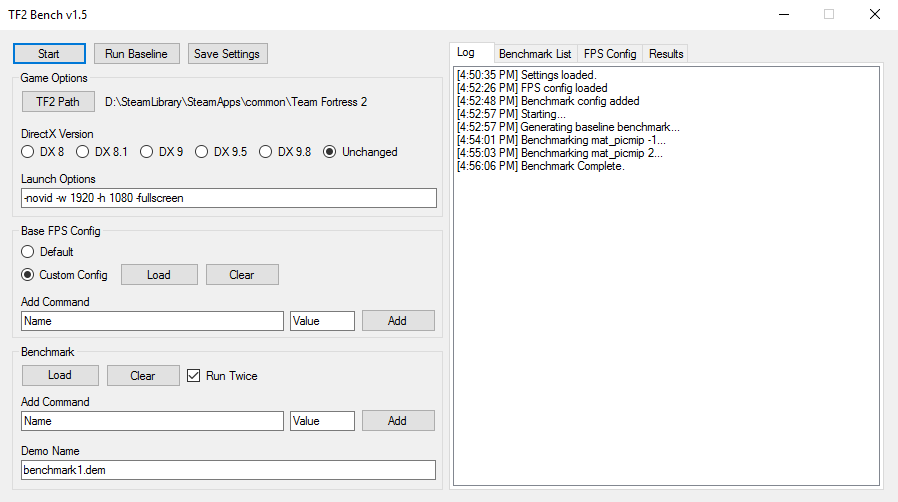 TF2 Bench v1.5
Start Run Baseline Save Settings
Game Options
TF2 Path D:\SteamLibrary\SteamApps\common\Team Fortress 2
DirectX Version
DX 8 DX 8.1 DX 9 DX 9.5 DX 9.8 Unchanged
Launch Options
-novid -w 1920 -h 1080 -fullscreen
Base FPS Config
Default
Custom Config Load Clear
Add Command
Name Value Add
Benchmark
Load Clear Run Twice
Add Command
Name Value Add
Demo Name
benchmark1.dem
Log Benchmark List FPS Config Results
[4:50:35 PM] Settings loaded.
[4:52:26 PM] FPS config loaded
[4:52:48 PM] Benchmark config added
[4:52:57 PM] Starting...
[4:52:57 PM] Generating baseline benchmark...
[4:54:01 PM] Benchmarking mat_picmip -1...
[4:55:03 PM] Benchmarking mat_picmip 2...
[4:56:06 PM] Benchmark Complete.